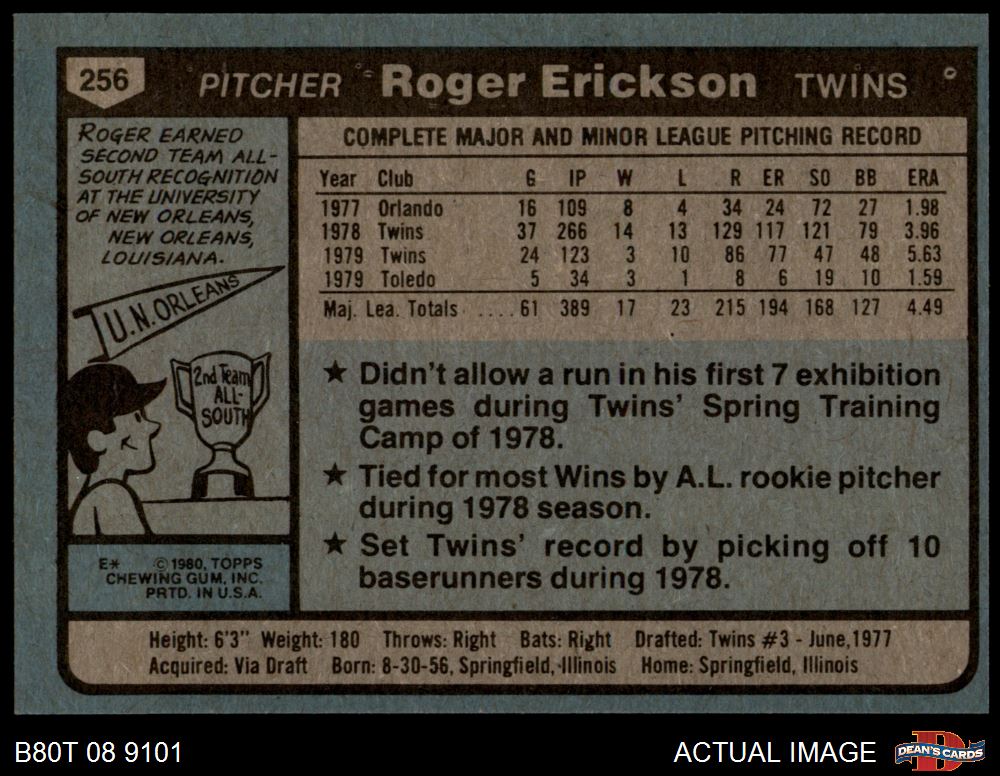 256 PITCHER Roger Erickson TWINS
ROGER EARNED
SECOND TEAM ALL-
SOUTH RECOGNITION
AT THE UNIVERSITY
OF NEW ORLEANS,
NEW ORLEANS,
LOUISIANA.
U.N. ORLEANS
2nd Team
ALL-
SOUTH
E* © 1980, TOPPS
CHEWING GUM, INC.
PRTD. IN U.S.A.
COMPLETE MAJOR AND MINOR LEAGUE PITCHING RECORD
Year Club G IP W L R ER SO BB ERA
1977 Orlando 16 109 8 4 34 24 72 27 1.98
1978 Twins 37 266 14 13 129 117 121 79 3.96
1979 Twins 24 123 3 10 86 77 47 48 5.63
1979 Toledo 5 34 3 1 8 6 19 10 1.59
Maj. Lea. Totals ....61 389 17 23 215 194 168 127 4.49
★ Didn't allow a run in his first 7 exhibition
games during Twins' Spring Training
Camp of 1978.
★ Tied for most Wins by A.L. rookie pitcher
during 1978 season.
★ Set Twins' record by picking off 10
baserunners during 1978.
Height: 6'3" Weight: 180 Throws: Right Bats: Right Drafted: Twins #3 - June, 1977
Acquired: Via Draft Born: 8-30-56, Springfield, Illinois Home: Springfield, Illinois
B80T 08 9101 ACTUAL IMAGE DEAN'S CARDS